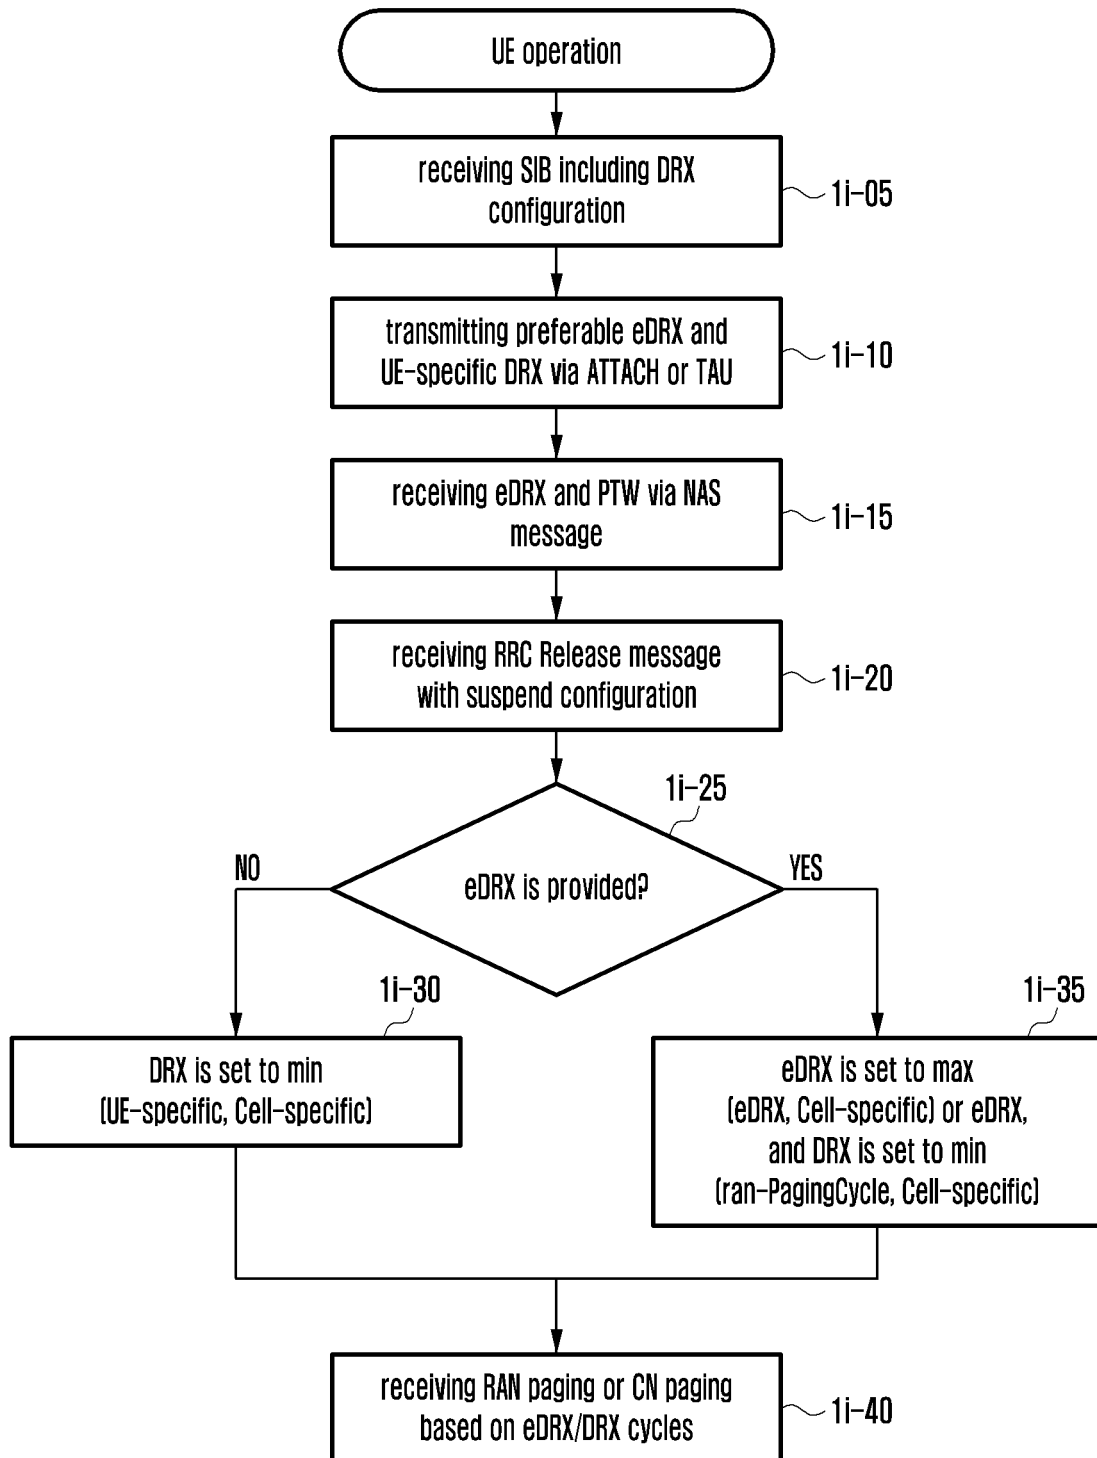 UE operation
receiving SIB including DRX
configuration
1i-05
transmitting preferable eDRX and
UE-specific DRX via ATTACH or TAU
1i-10
receiving eDRX and PTW via NAS
message
1i-15
receiving RRC Release message
with suspend configuration
1i-20
1i-25
eDRX is provided?
NO
YES
1i-30
DRX is set to min
(UE-specific, Cell-specific)
1i-35
eDRX is set to max
(eDRX, Cell-specific) or eDRX,
and DRX is set to min
(ran-PagingCycle, Cell-specific)
receiving RAN paging or CN paging
based on eDRX/DRX cycles
1i-40